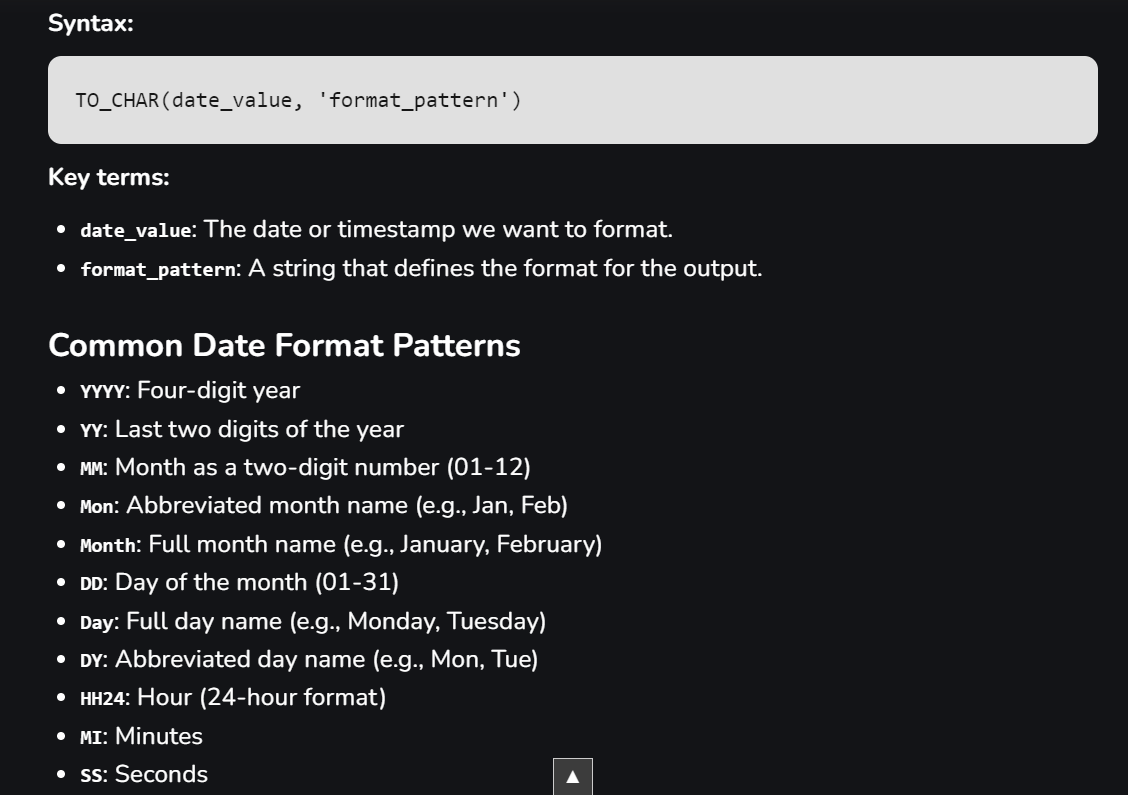 Syntax:
TO_CHAR(date_value, 'format_pattern')
Key terms:
date_value: The date or timestamp we want to format.
format_pattern: A string that defines the format for the output.
Common Date Format Patterns
YYYY: Four-digit year
YY: Last two digits of the year
MM: Month as a two-digit number (01-12)
Mon: Abbreviated month name (e.g., Jan, Feb)
Month: Full month name (e.g., January, February)
DD: Day of the month (01-31)
Day: Full day name (e.g., Monday, Tuesday)
DY: Abbreviated day name (e.g., Mon, Tue)
HH24: Hour (24-hour format)
MI: Minutes
SS: Seconds